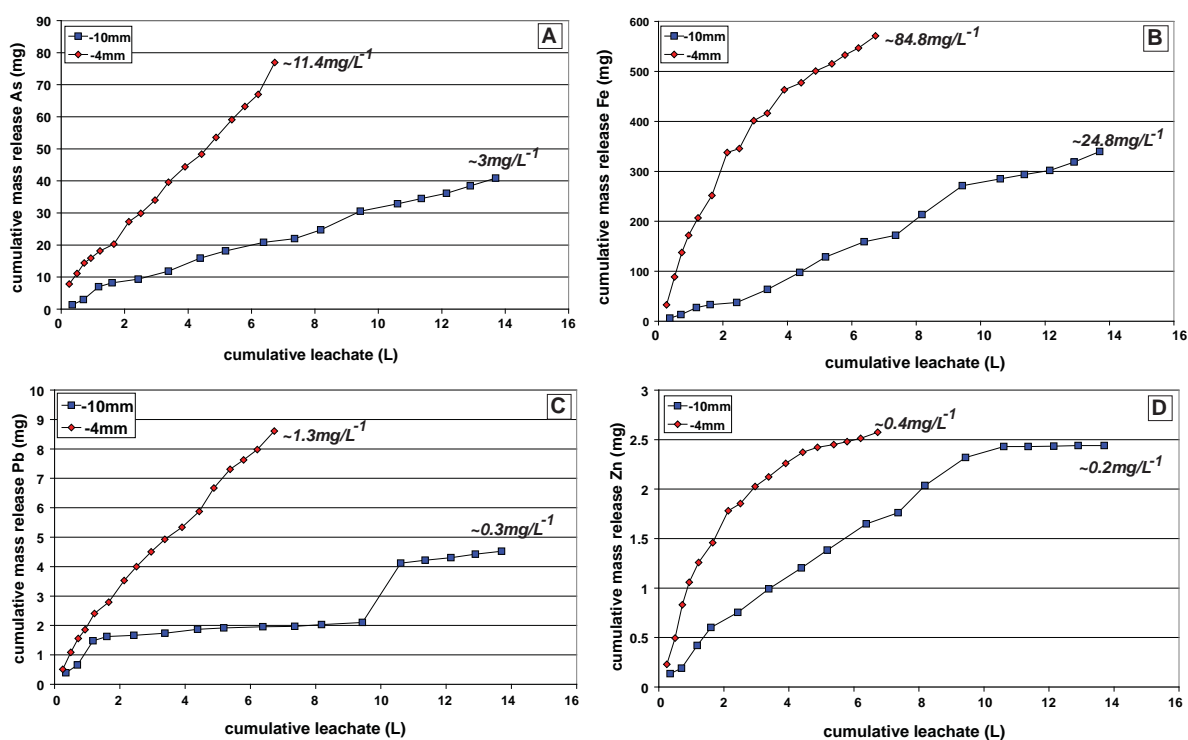 A
-10mm
-4mm
~11.4mg/L-1
~3mg/L-1
cumulative mass release As (mg)
90
80
70
60
50
40
30
20
10
0
0 2 4 6 8 10 12 14 16
cumulative leachate (L)
B
-10mm
-4mm
~84.8mg/L-1
~24.8mg/L-1
cumulative mass release Fe (mg)
600
500
400
300
200
100
0
0 2 4 6 8 10 12 14 16
cumulative leachate (L)
C
-10mm
-4mm
~1.3mg/L-1
~0.3mg/L-1
cumulative mass release Pb (mg)
10
9
8
7
6
5
4
3
2
1
0
0 2 4 6 8 10 12 14 16
cumulative leachate (L)
D
-10mm
-4mm
~0.4mg/L-1
~0.2mg/L-1
cumulative mass release Zn (mg)
3
2.5
2
1.5
1
0.5
0
0 2 4 6 8 10 12 14 16
cumulative leachate (L)